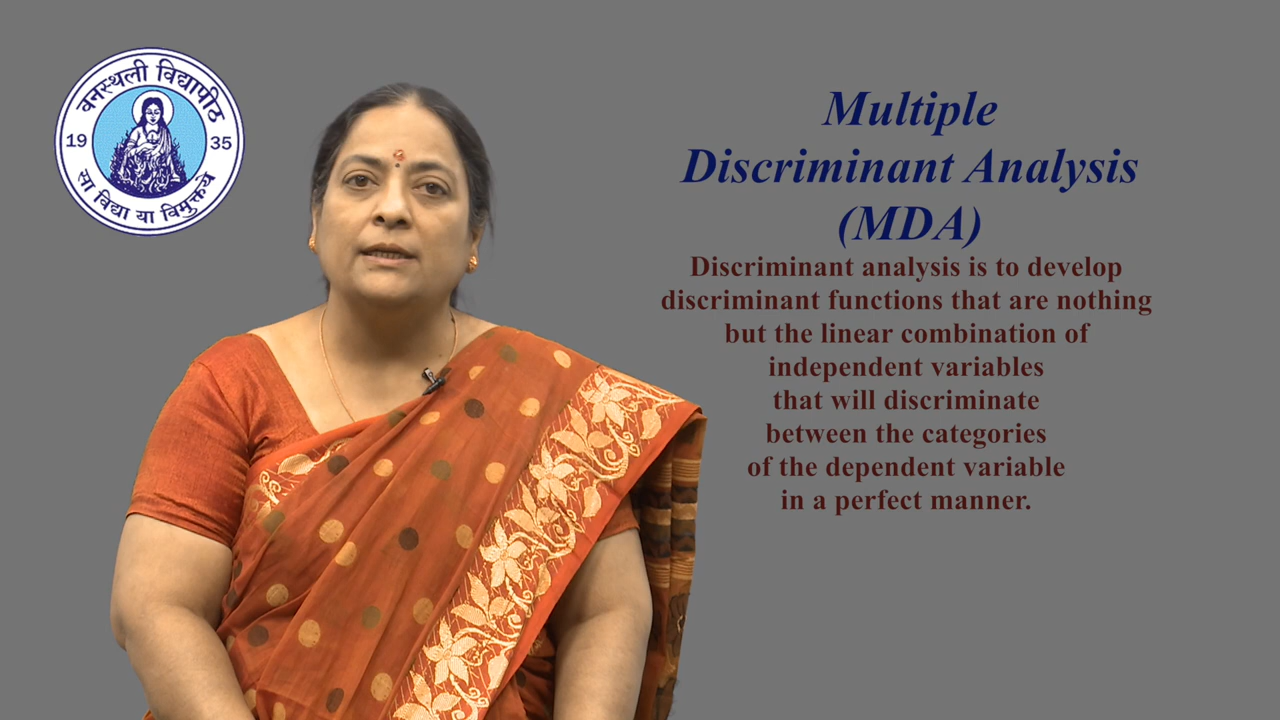 वनस्थली विद्यापीठ
19 35
सा विद्या या विमुक्तये
Multiple
Discriminant Analysis
(MDA)
Discriminant analysis is to develop
discriminant functions that are nothing
but the linear combination of
independent variables
that will discriminate
between the categories
of the dependent variable
in a perfect manner.